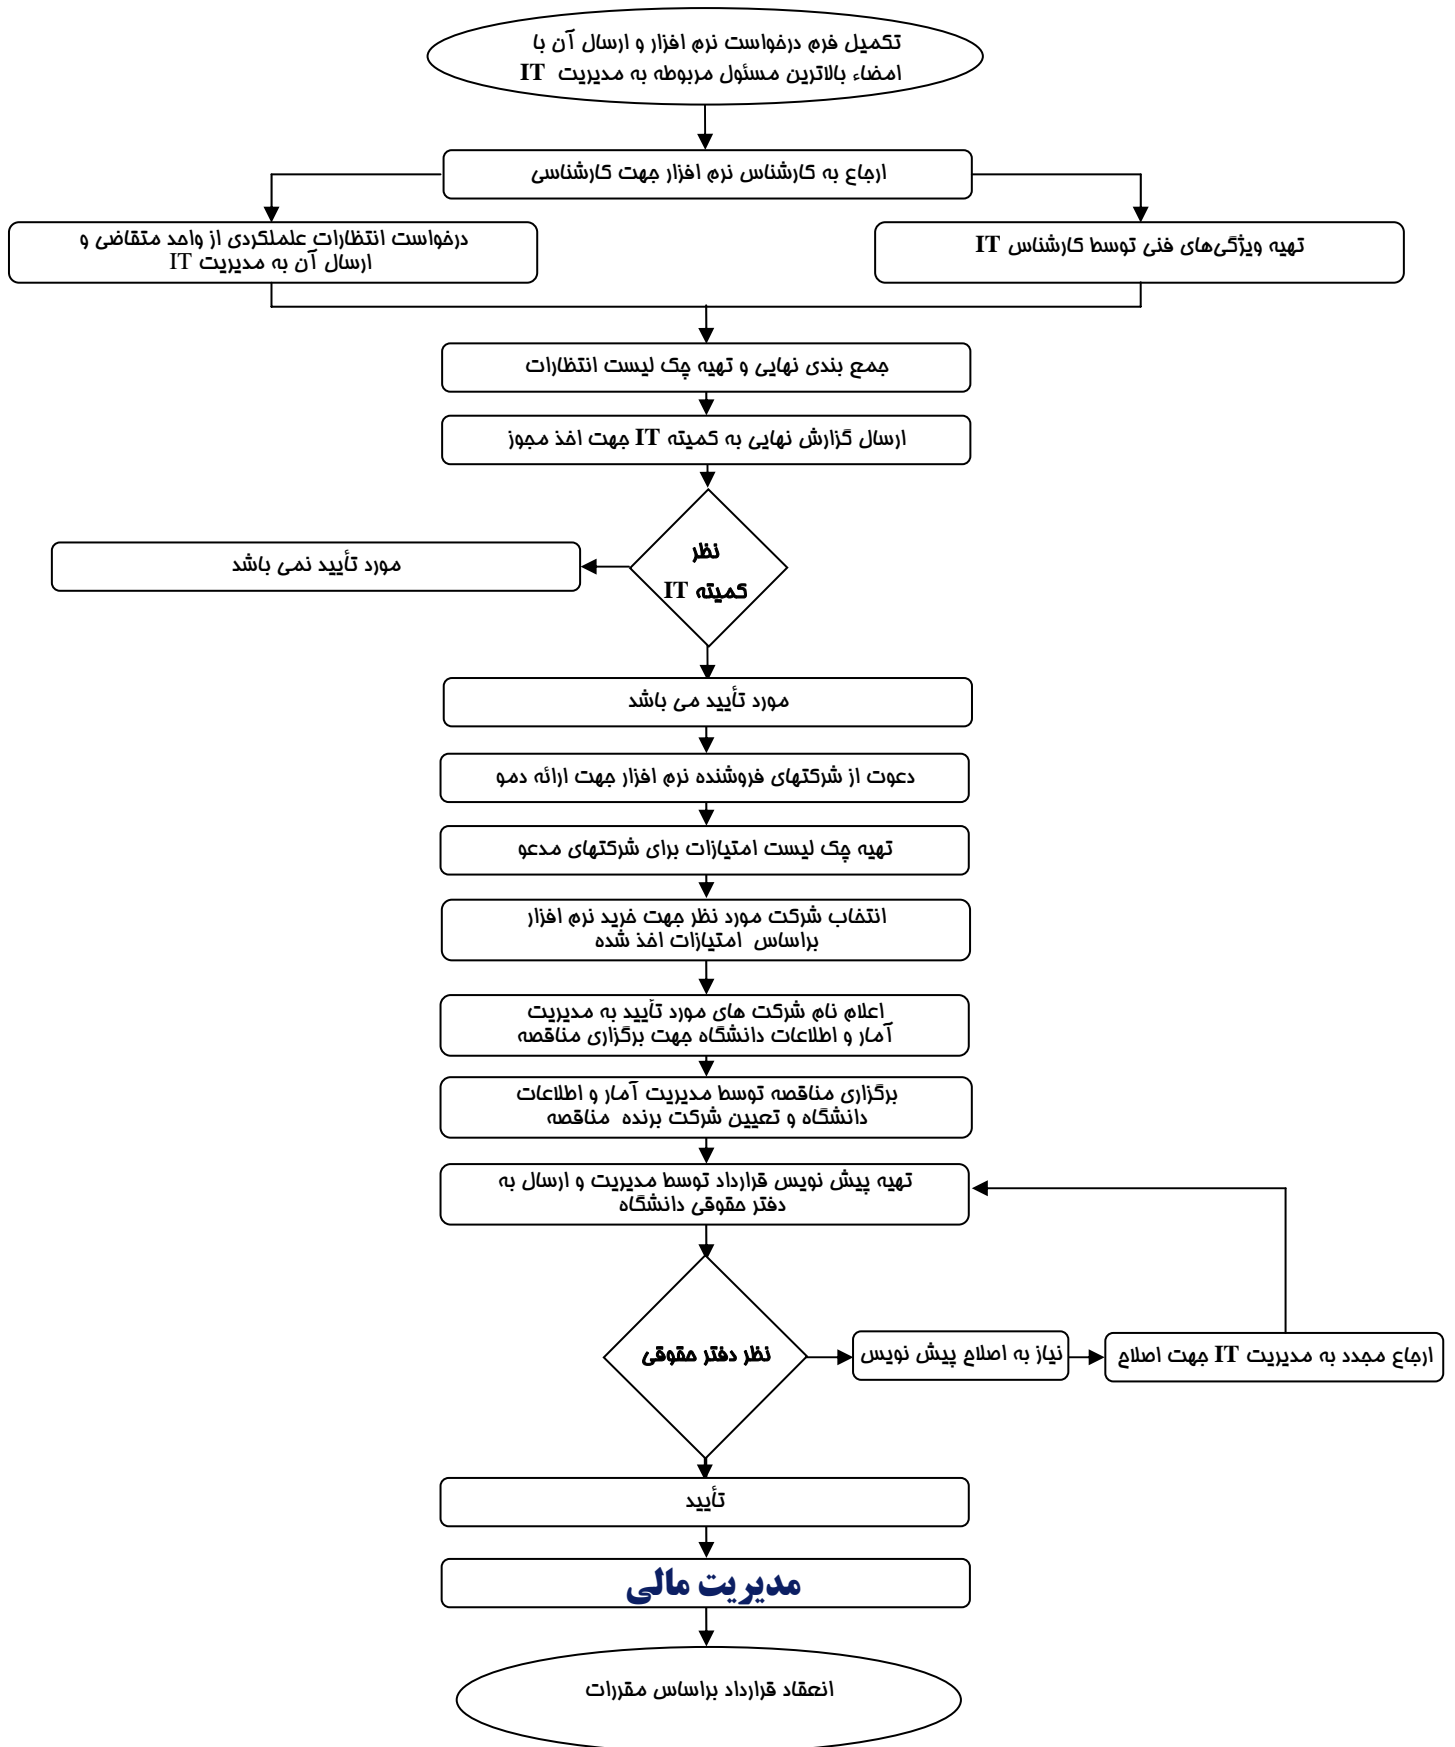 تکمیل فرم درخواست نرم افزار و ارسال آن با
امضاء بالاترین مسئول مربوطه به مدیریت IT
ارجاع به کارشناس نرم افزار جهت کارشناسی
تهیه ویژگی‌های فنی توسط کارشناس IT
درخواست انتظارات علملکردی از واحد متقاضی و
ارسال آن به مدیریت IT
جمع بندی نهایی و تهیه چک لیست انتظارات
ارسال گزارش نهایی به کمیته IT جهت اخذ مجوز
نظر
کمیته IT
مورد تأیید نمی باشد
مورد تأیید می باشد
دعوت از شرکتهای فروشنده نرم افزار جهت ارائه دمو
تهیه چک لیست امتیازات برای شرکتهای مدعو
انتخاب شرکت مورد نظر جهت خرید نرم افزار
براساس امتیازات اخذ شده
اعلام نام شرکت های مورد تأیید به مدیریت
آمار و اطلاعات دانشگاه جهت برگزاری مناقصه
برگزاری مناقصه توسط مدیریت آمار و اطلاعات
دانشگاه و تعیین شرکت برنده مناقصه
تهیه پیش نویس قرارداد توسط مدیریت و ارسال به
دفتر حقوقی دانشگاه
نظر دفتر حقوقی
نیاز به اصلاح پیش نویس
ارجاع مجدد به مدیریت IT جهت اصلاح
تأیید
مدیریت مالی
انعقاد قرارداد براساس مقررات